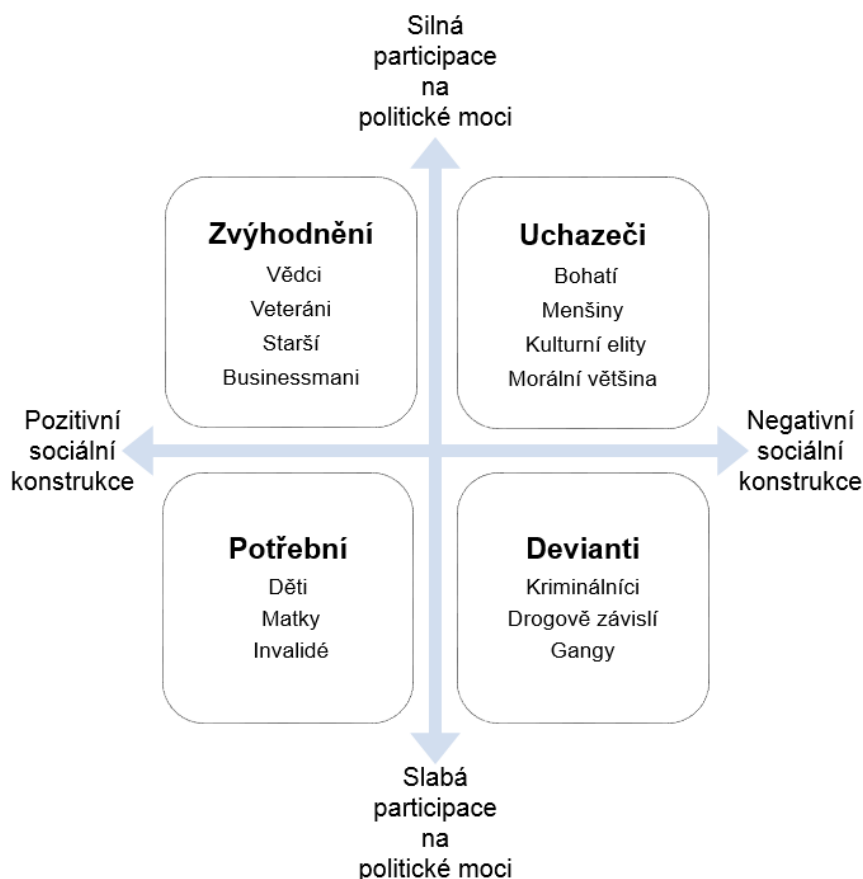 Silná
participace
na
politické moci
Zvýhodnění
Vědci
Veteráni
Starší
Businessmani
Uchazeči
Bohatí
Menšiny
Kulturní elity
Morální většina
Pozitivní
sociální
konstrukce
Negativní
sociální
konstrukce
Potřební
Děti
Matky
Invalidé
Devianti
Kriminálníci
Drogově závislí
Gangy
Slabá
participace
na
politické moci